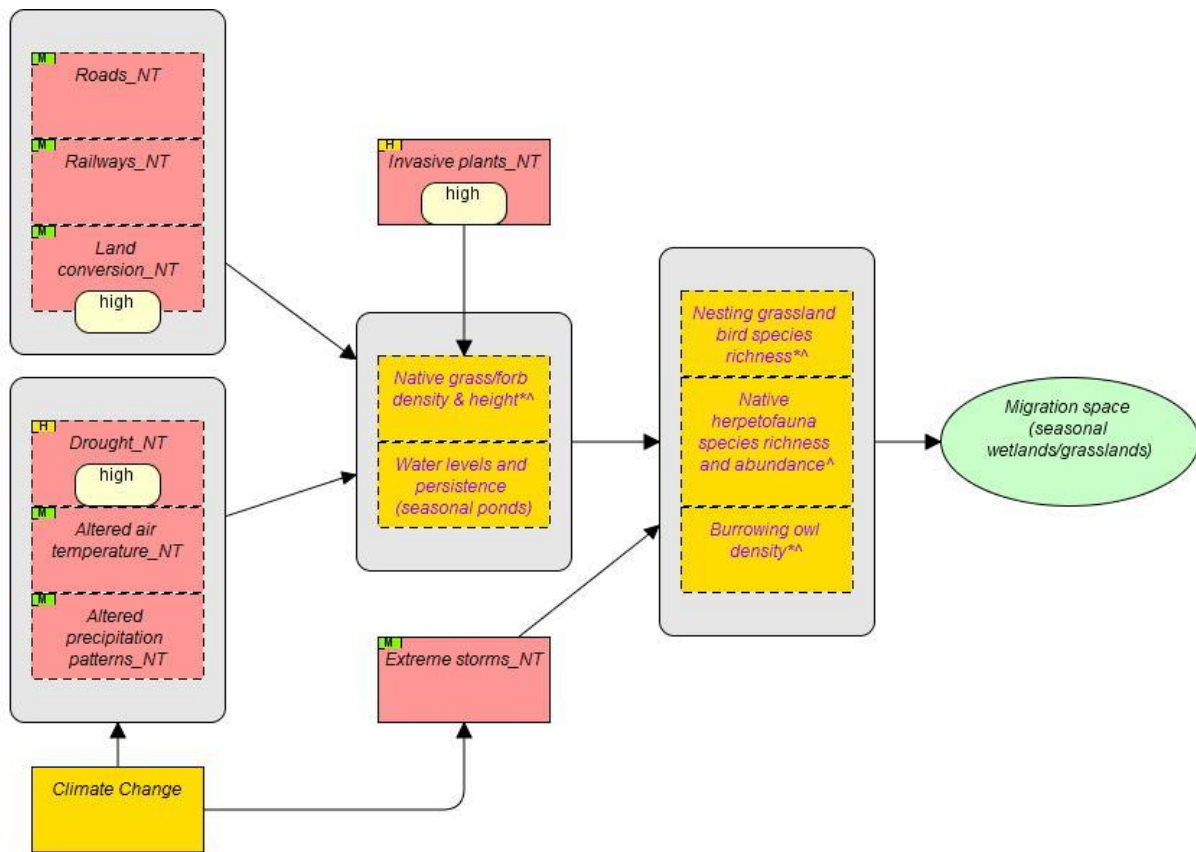 M
Roads_NT
M
Railways_NT
M
Land
conversion_NT
high
H
Invasive plants_NT
high
H
Drought_NT
high
M
Altered air
temperature_NT
M
Altered
precipitation
patterns_NT
Climate Change
Native grass/forb
density & height*^
Water levels and
persistence
(seasonal ponds)
M
Extreme storms_NT
Nesting grassland
bird species
richness*^
Native
herpetofauna
species richness
and abundance^
Burrowing owl
density*^
Migration space
(seasonal
wetlands/grasslands)